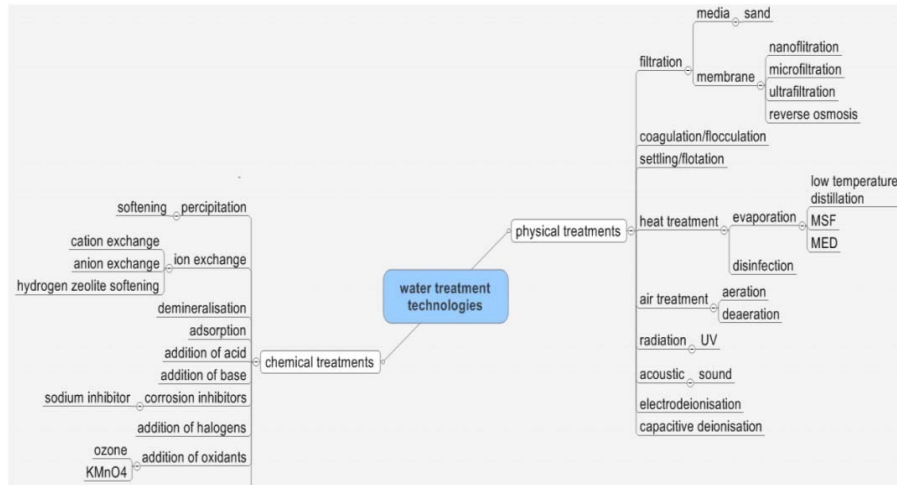 media
sand
filtration
nanoflitration
microfiltration
membrane
ultrafiltration
reverse osmosis
coagulation/flocculation
settling/flotation
low temperature
distillation
softening
percipitation
physical treatments
heat treatment
evaporation
MSF
MED
cation exchange
anion exchange
ion exchange
hydrogen zeolite softening
disinfection
water treatment
technologies
air treatment
aeration
deaeration
demineralisation
adsorption
addition of acid
chemical treatments
radiation
UV
addition of base
acoustic
sound
sodium inhibitor
corrosion inhibitors
electrodeionisation
addition of halogens
capacitive deionisation
ozone
addition of oxidants
KMnO4